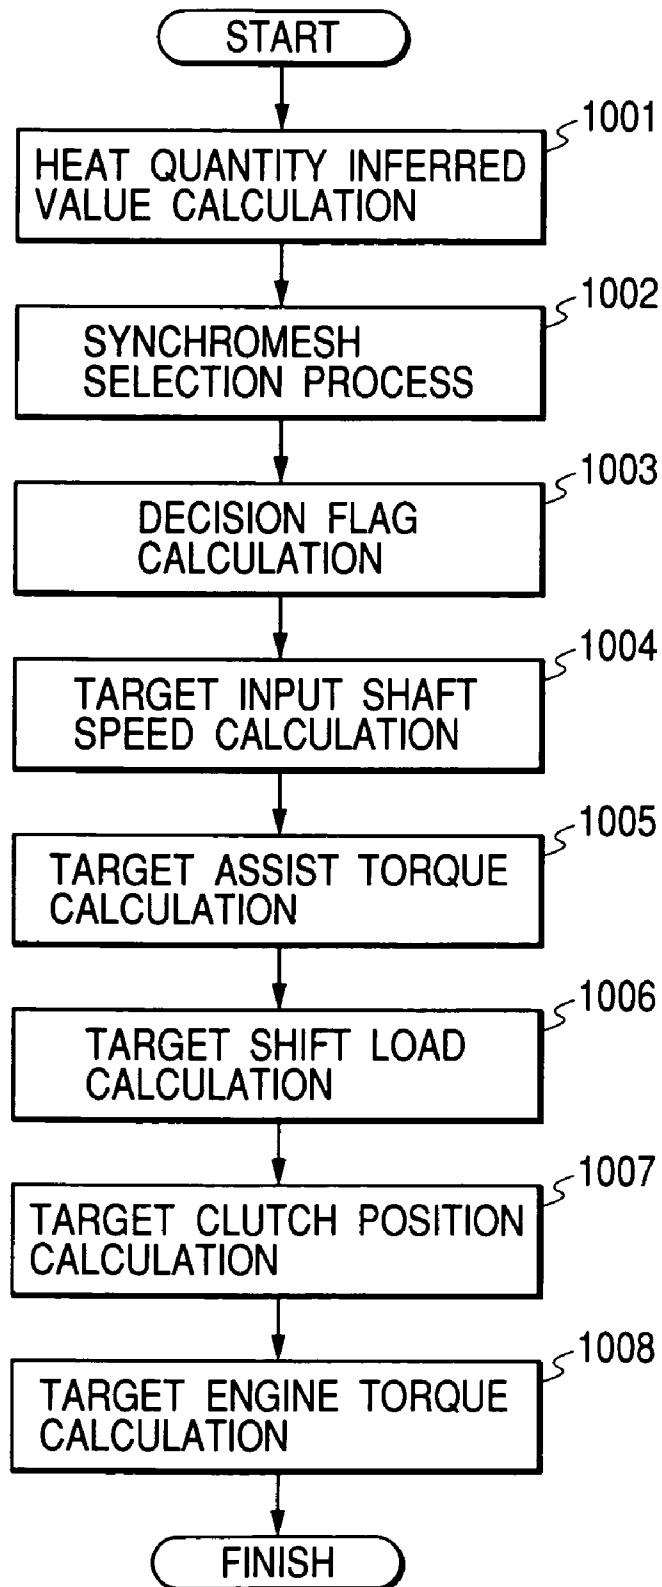 START
1001
HEAT QUANTITY INFERRED
VALUE CALCULATION
1002
SYNCHROMESH
SELECTION PROCESS
1003
DECISION FLAG
CALCULATION
1004
TARGET INPUT SHAFT
SPEED CALCULATION
1005
TARGET ASSIST TORQUE
CALCULATION
1006
TARGET SHIFT LOAD
CALCULATION
1007
TARGET CLUTCH POSITION
CALCULATION
1008
TARGET ENGINE TORQUE
CALCULATION
FINISH